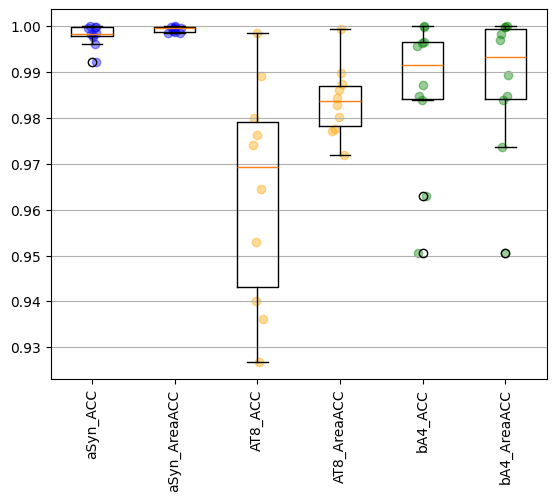 1.00
0.99
0.98
0.97
0.96
0.95
0.94
0.93
aSyn_ACC
aSyn_AreaACC
AT8_ACC
AT8_AreaACC
bA4_ACC
bA4_AreaACC